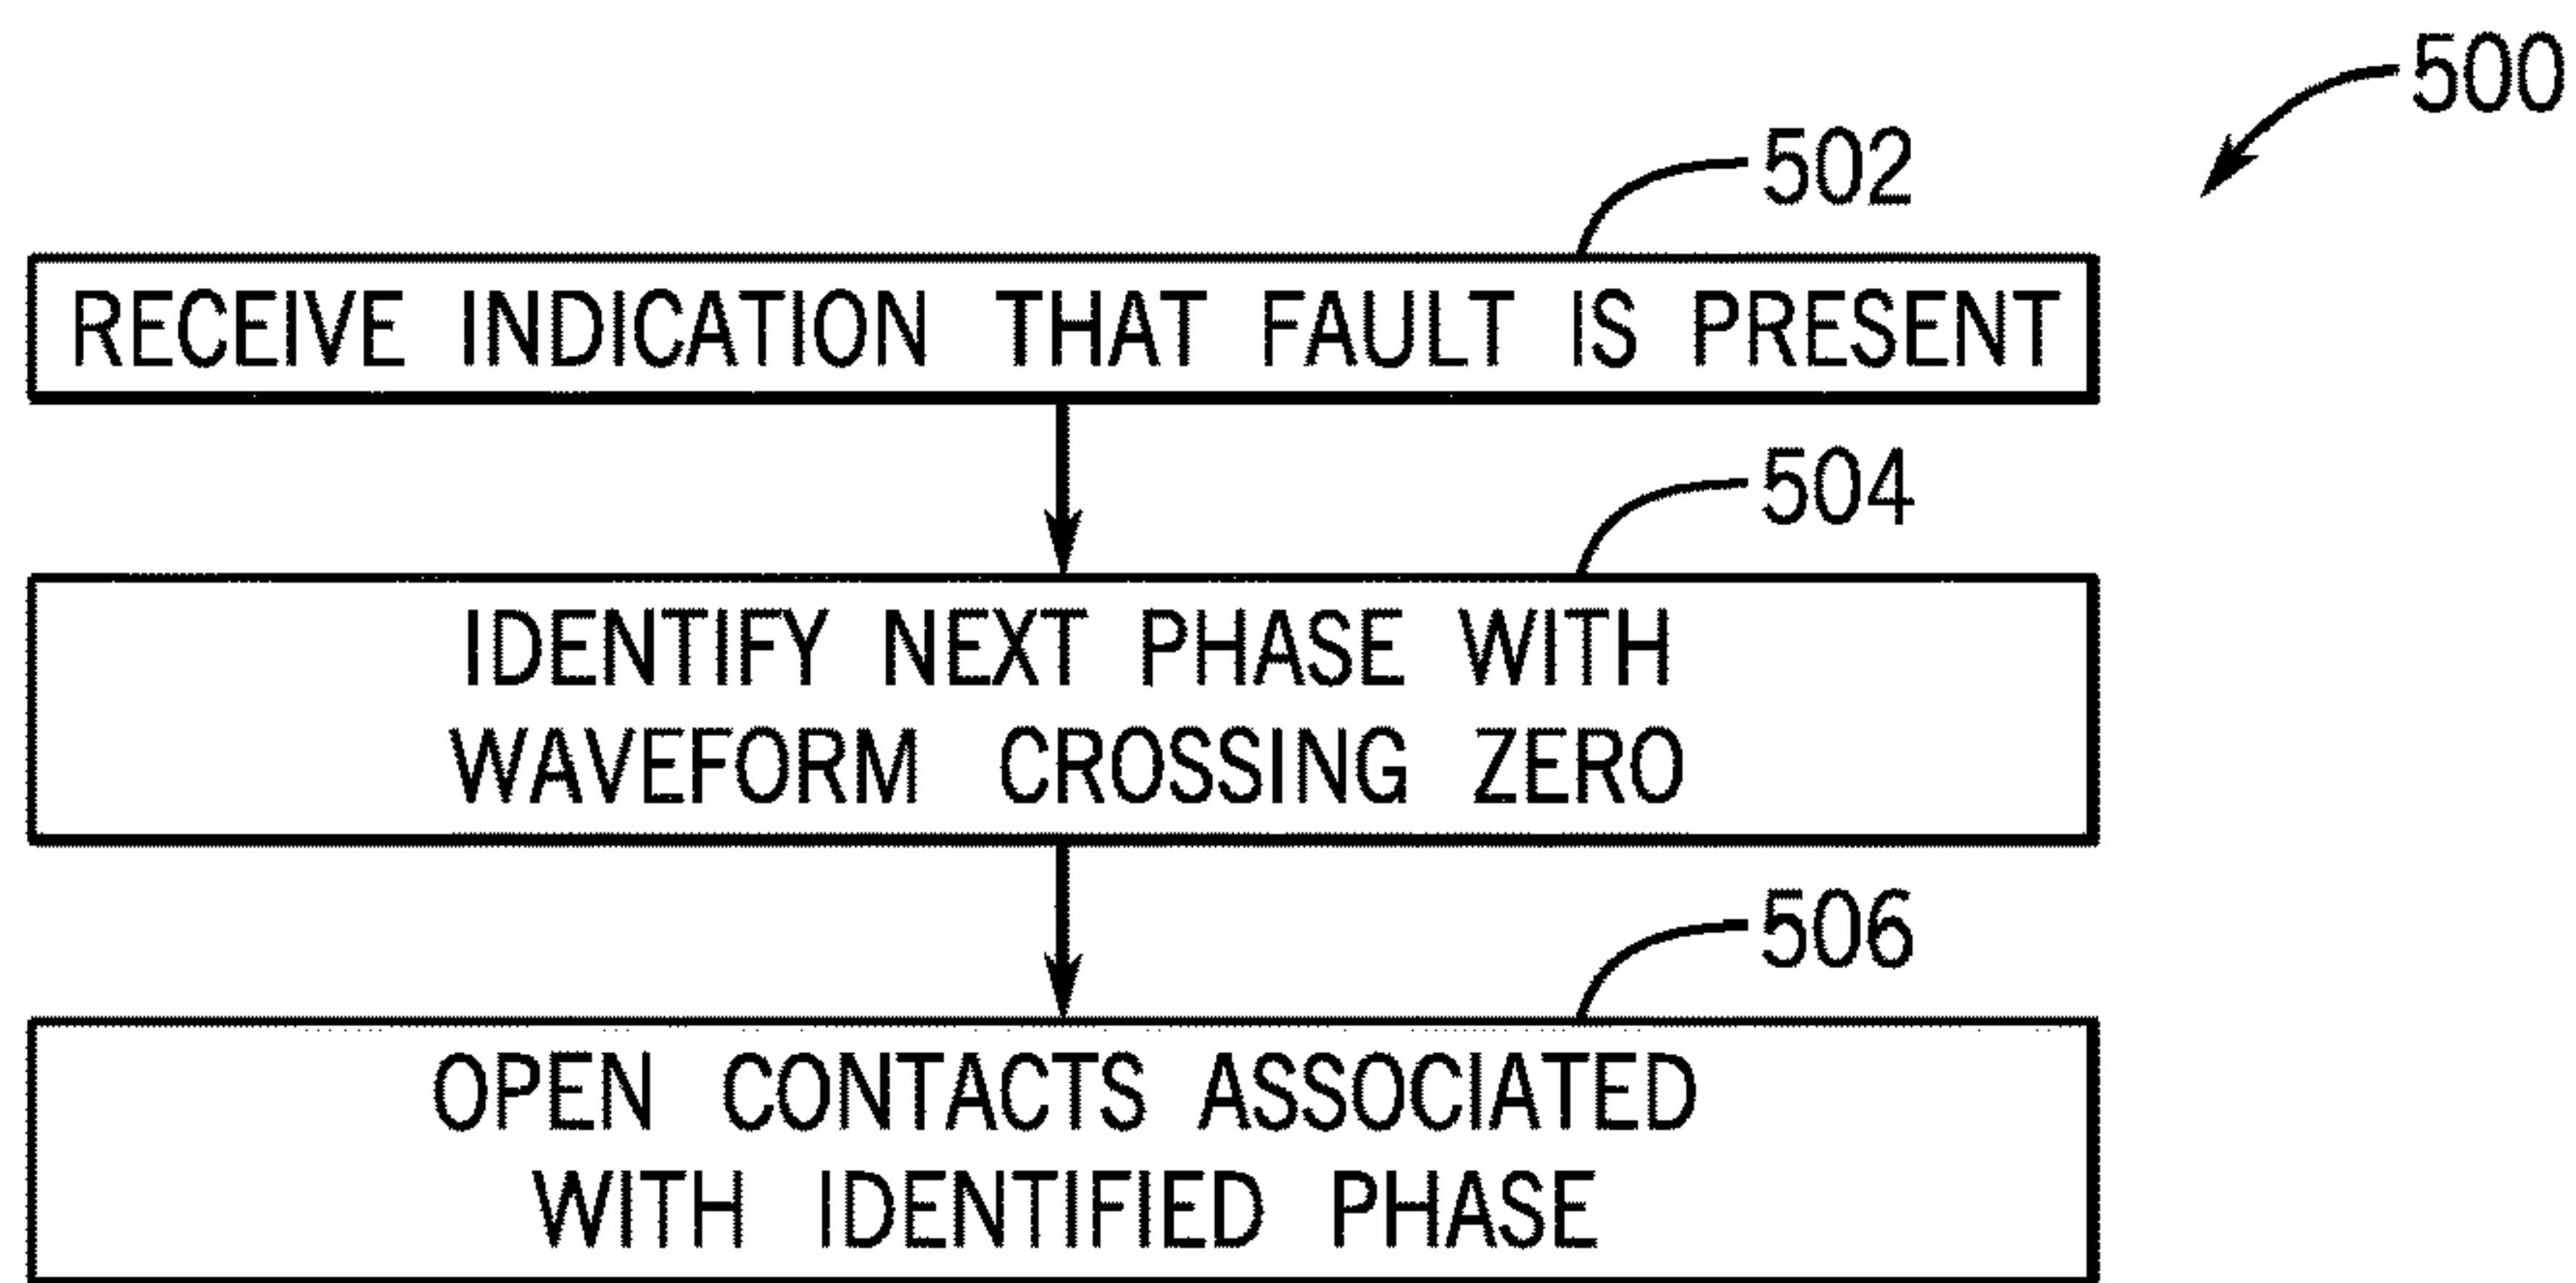 500
502
RECEIVE INDICATION THAT FAULT IS PRESENT
504
IDENTIFY NEXT PHASE WITH
WAVEFORM CROSSING ZERO
506
OPEN CONTACTS ASSOCIATED
WITH IDENTIFIED PHASE